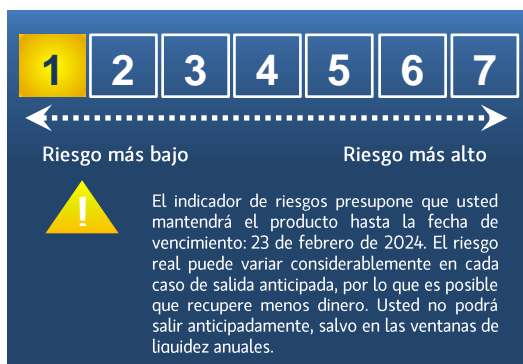 1 2 3 4 5 6 7
Riesgo más bajo Riesgo más alto
!
El indicador de riesgos presupone que usted
mantendrá el producto hasta la fecha de
vencimiento: 23 de febrero de 2024. El riesgo
real puede variar considerablemente en cada
caso de salida anticipada, por lo que es posible
que recupere menos dinero. Usted no podrá
salir anticipadamente, salvo en las ventanas de
liquidez anuales.